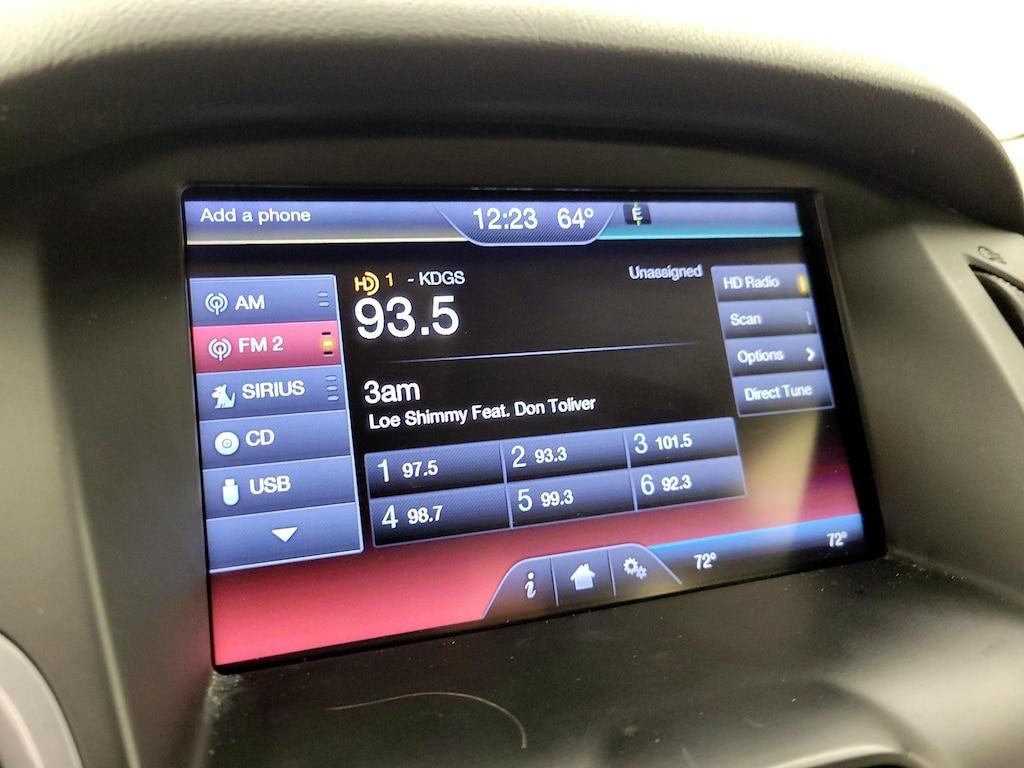 Add a phone
12:23 64° E
AM
FM 2
SIRIUS
CD
USB
HD 1 - KDGS
Unassigned
93.5
3am
Loe Shimmy Feat. Don Toliver
1 97.5
2 93.3
3 101.5
4 98.7
5 99.3
6 92.3
HD Radio
Scan
Options
Direct Tune
i
72°
72°